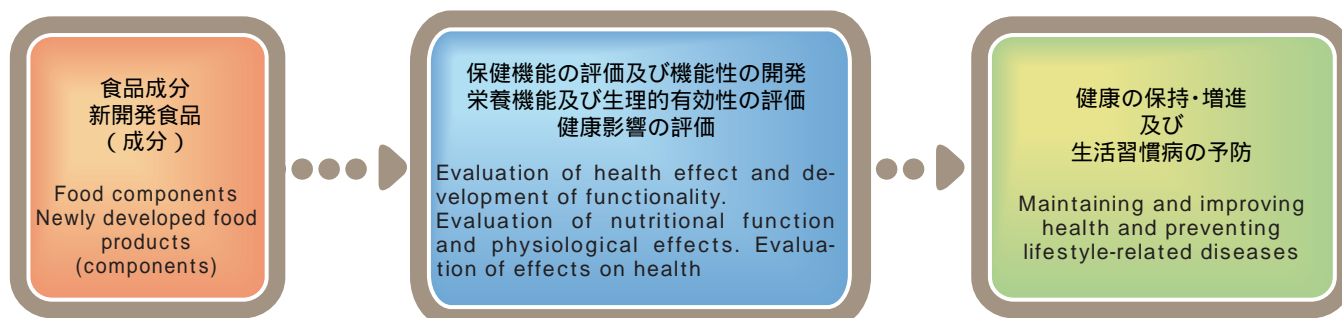 食品成分
新開発食品
(成分)
Food components
Newly developed food
products
(components)
保健機能の評価及び機能性の開発
栄養機能及び生理的有効性の評価
健康影響の評価
Evaluation of health effect and de-
velopment of functionality.
Evaluation of nutritional function
and physiological effects. Evalua-
tion of effects on health
健康の保持・増進
及び
生活習慣病の予防
Maintaining and improving
health and preventing
lifestyle-related diseases